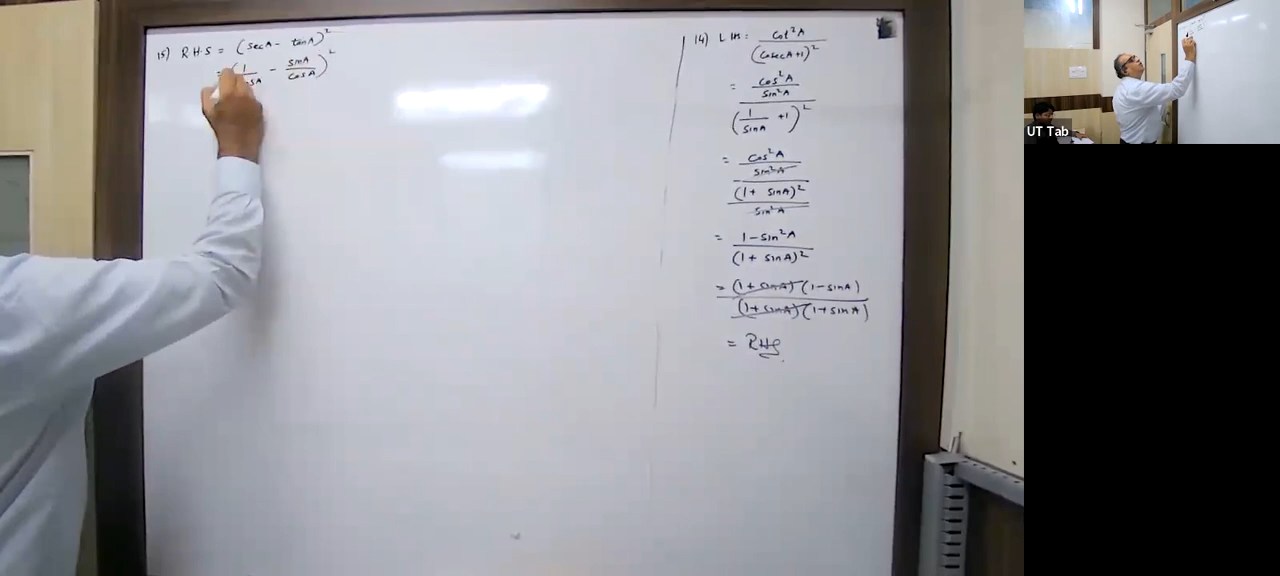 15) R.H.S = (secA - tanA)²
= (1/cosA - sinA/cosA)²
14) LHS: cot²A/(cosecA+1)²
= (cos²A/sin²A)/(1/sinA +1)²
= (cos²A/sin²A)/((1 + sinA)²/sin²A)
= (1-sin²A)/(1 + sinA)²
= (1 + sinA)(1-sinA)/(1+sinA)(1+sinA)
= RHS
UT Tab